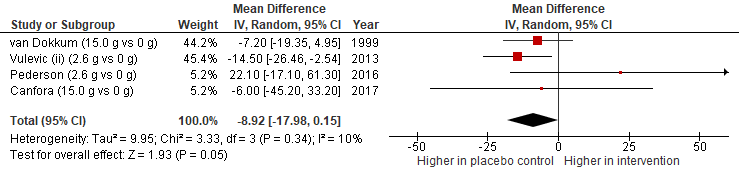 Mean Difference Mean Difference
Study or Subgroup Weight IV, Random, 95% CI Year IV, Random, 95% CI
van Dokkum (15.0 g vs 0 g) 44.2% -7.20 [-19.35, 4.95] 1999
Vulevic (ii) (2.6 g vs 0 g) 45.4% -14.50 [-26.46, -2.54] 2013
Pederson (2.6 g vs 0 g) 5.2% 22.10 [-17.10, 61.30] 2016
Canfora (15.0 g vs 0 g) 5.2% -6.00 [-45.20, 33.20] 2017
Total (95% CI) 100.0% -8.92 [-17.98, 0.15]
Heterogeneity: Tau² = 9.95; Chi² = 3.33, df = 3 (P = 0.34); I² = 10%
Test for overall effect: Z = 1.93 (P = 0.05)
-50 -25 0 25 50
Higher in placebo control Higher in intervention